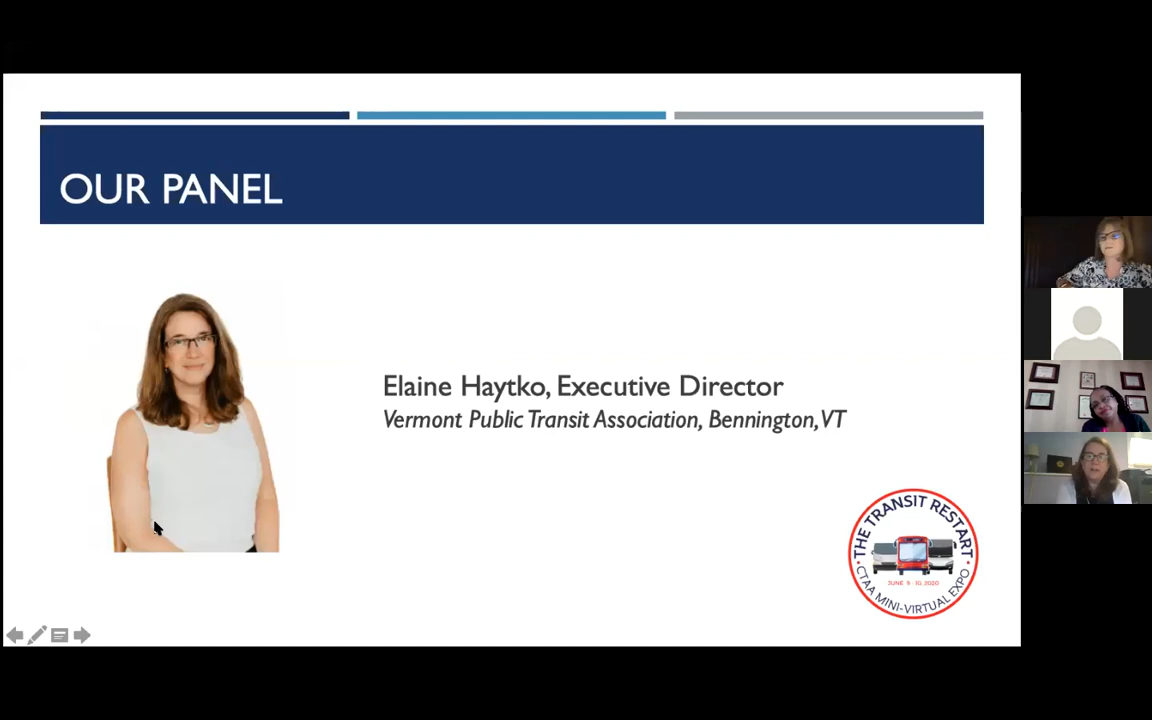 OUR PANEL
Elaine Haytko, Executive Director
Vermont Public Transit Association, Bennington, VT
THE TRANSIT RESTART
JUNE 9 - 10, 2020
• CTAA MINI-VIRTUAL EXPO •